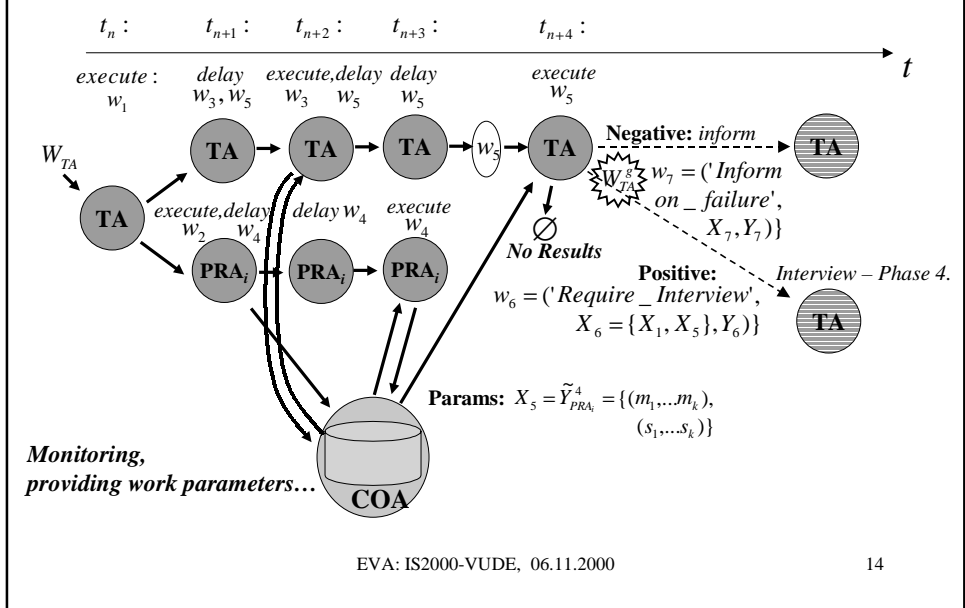 t_n : t_{n+1} : t_{n+2} : t_{n+3} : t_{n+4} :
t
execute : delay execute,delay delay execute
w_1 w_3 , w_5 w_3 w_5 w_5 w_5
W_{TA}
TA TA TA w_5 TA
Negative: inform
TA
TA
W_{TA}^g
w_7 = ('Inform
on _ failure',
X_7 , Y_7 )}
execute,delay delay w_4 execute
w_2 w_4 w_4
∅
No Results
PRA_i PRA_i PRA_i
Positive:
Interview – Phase 4.
w_6 = ('Require _ Interview',
X_6 = {X_1 , X_5 }, Y_6 )}
TA
Params: X_5 = Ỹ^4_{PRA_i} = {(m_1 ,...m_k ),
(s_1 ,...s_k )}
Monitoring,
providing work parameters…
COA
EVA: IS2000-VUDE, 06.11.2000 14